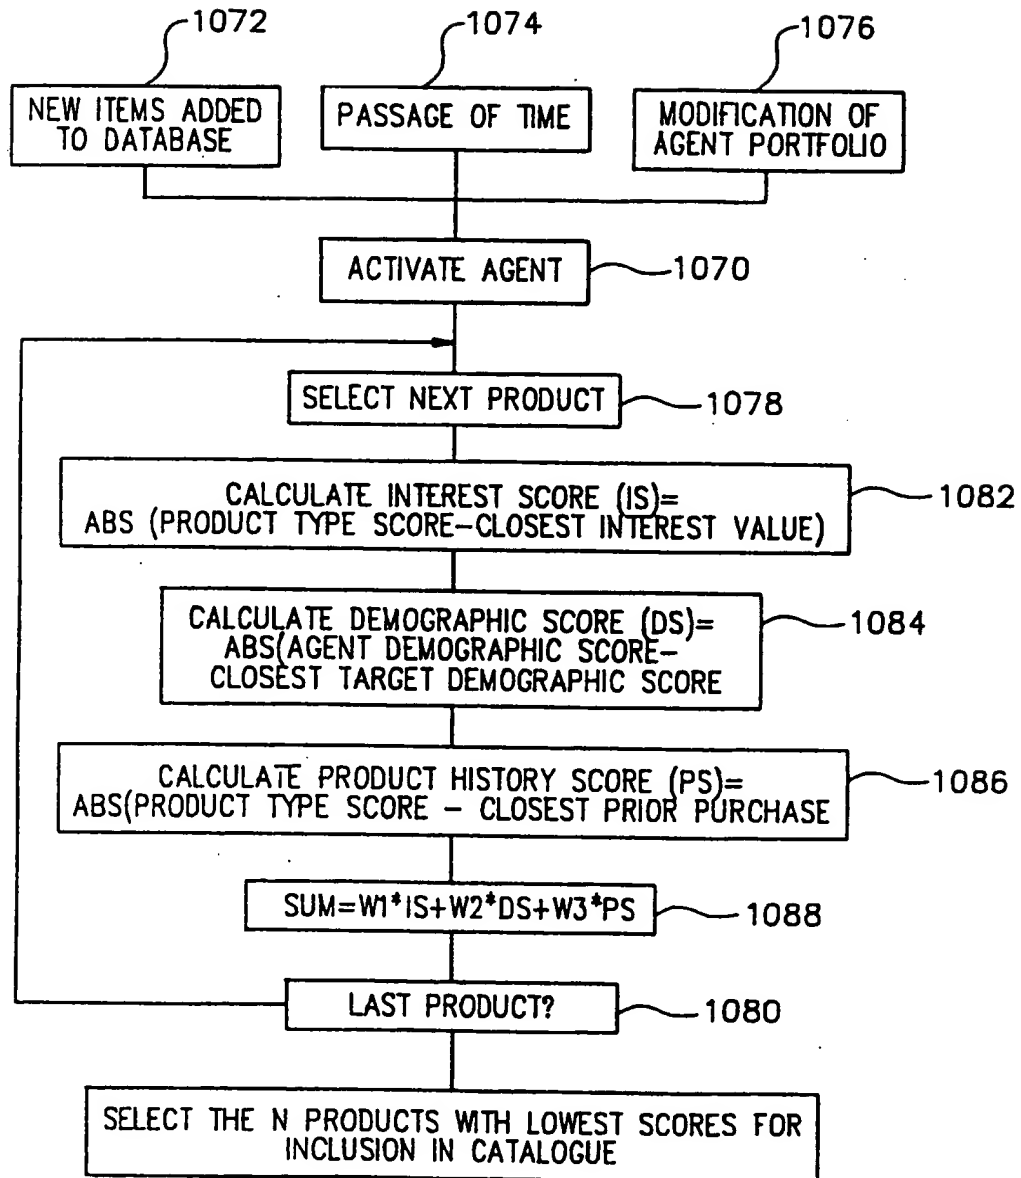 1072
1074
1076
NEW ITEMS ADDED
TO DATABASE
PASSAGE OF TIME
MODIFICATION OF
AGENT PORTFOLIO
ACTIVATE AGENT
1070
SELECT NEXT PRODUCT
1078
CALCULATE INTEREST SCORE (IS)=
ABS (PRODUCT TYPE SCORE-CLOSEST INTEREST VALUE)
1082
CALCULATE DEMOGRAPHIC SCORE (DS)=
ABS(AGENT DEMOGRAPHIC SCORE-
CLOSEST TARGET DEMOGRAPHIC SCORE
1084
CALCULATE PRODUCT HISTORY SCORE (PS)=
ABS(PRODUCT TYPE SCORE - CLOSEST PRIOR PURCHASE
1086
SUM=W1*IS+W2*DS+W3*PS
1088
LAST PRODUCT?
1080
SELECT THE N PRODUCTS WITH LOWEST SCORES FOR
INCLUSION IN CATALOGUE